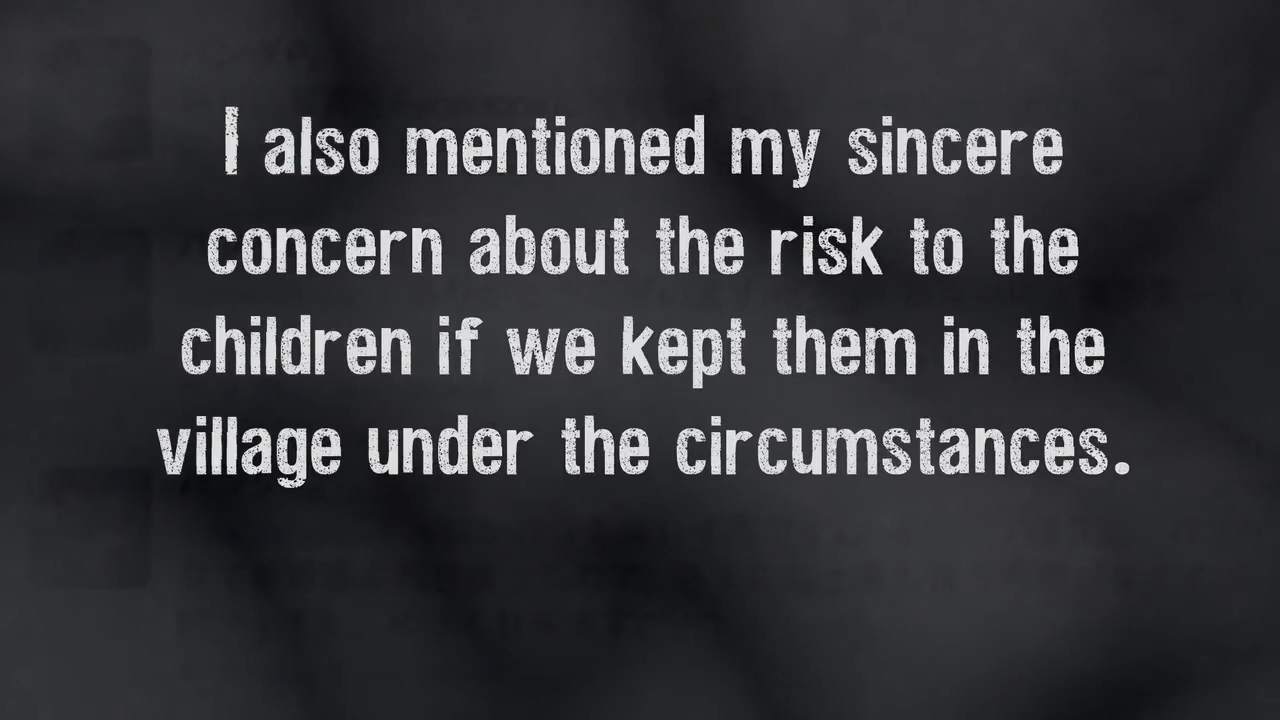 I also mentioned my sincere
concern about the risk to the
children if we kept them in the
village under the circumstances.